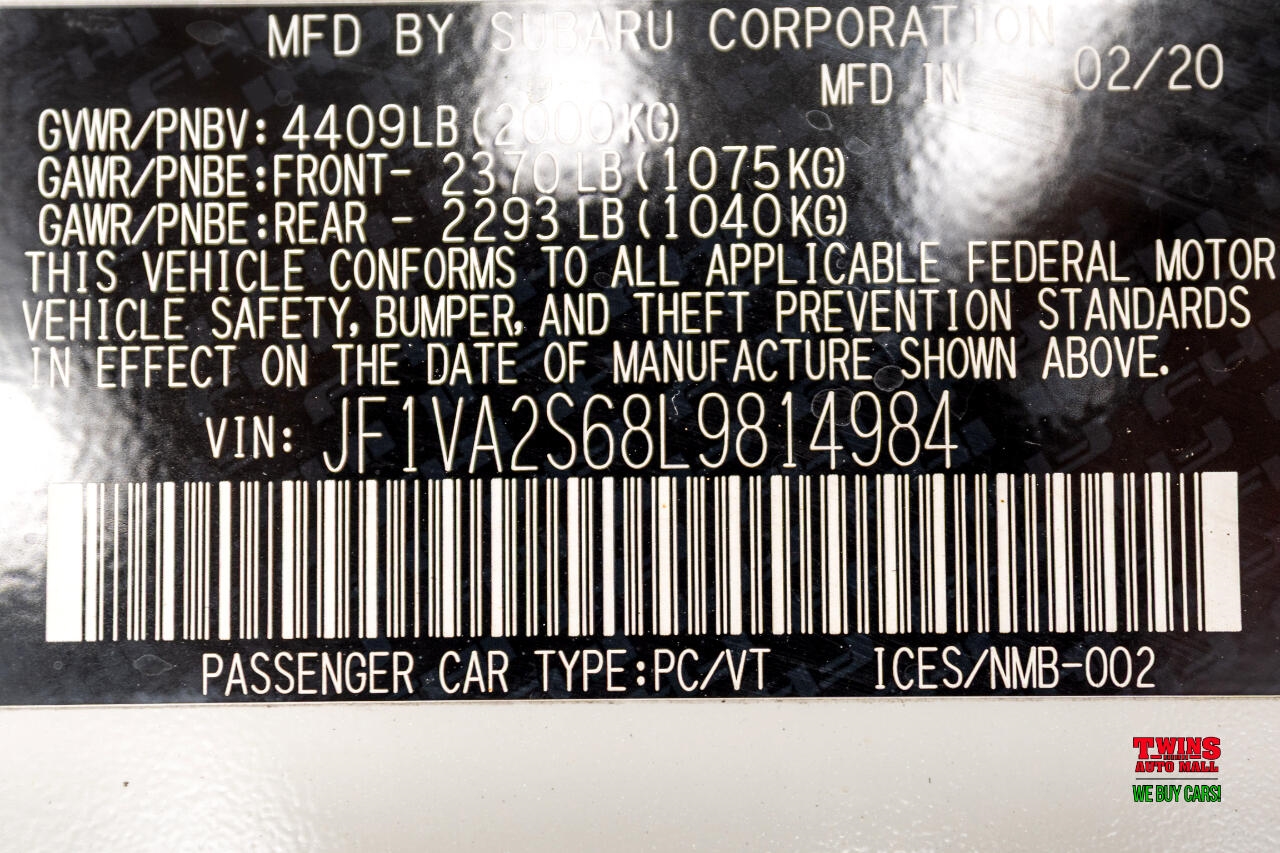 MFD BY SUBARU CORPORATION
MFD IN 02/20
GVWR/PNBV: 4409LB (2000KG)
GAWR/PNBE:FRONT- 2370 LB (1075KG)
GAWR/PNBE:REAR - 2293 LB (1040KG)
THIS VEHICLE CONFORMS TO ALL APPLICABLE FEDERAL MOTOR
VEHICLE SAFETY, BUMPER, AND THEFT PREVENTION STANDARDS
IN EFFECT ON THE DATE OF MANUFACTURE SHOWN ABOVE.
VIN: JF1VA2S68L9814984
PASSENGER CAR TYPE:PC/VT ICES/NMB-002
TWINS
AUTO MALL
WE BUY CARS!